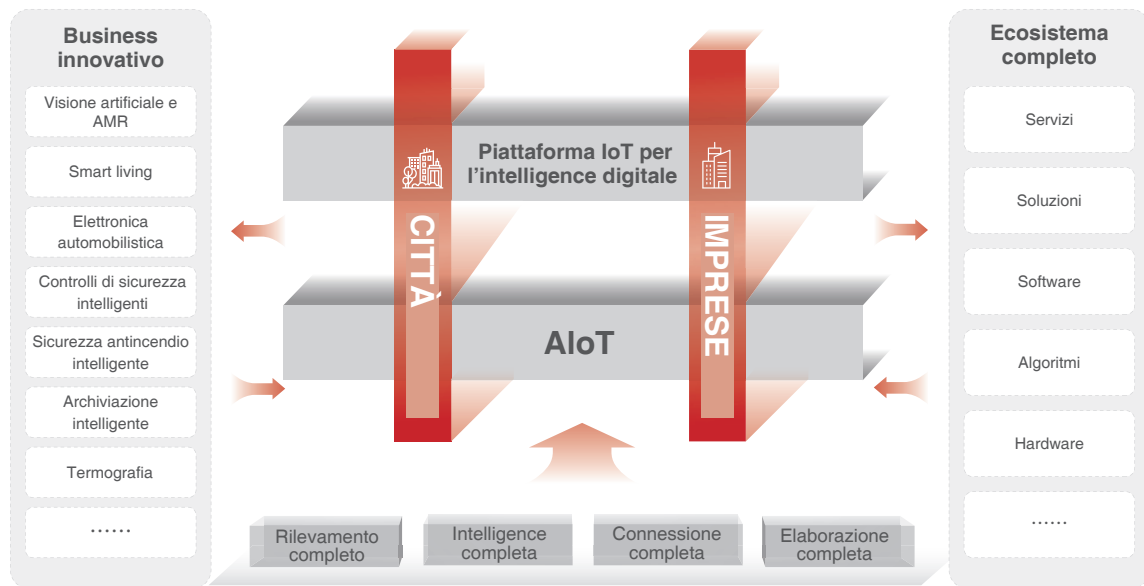 Business
innovativo
Visione artificiale e
AMR
Smart living
Elettronica
automobilistica
Controlli di sicurezza
intelligenti
Sicurezza antincendio
intelligente
Archiviazione
intelligente
Termografia
......
Piattaforma IoT per
l'intelligence digitale
CITTÀ
IMPRESE
AIoT
Rilevamento
completo
Intelligence
completa
Connessione
completa
Elaborazione
completa
Ecosistema
completo
Servizi
Soluzioni
Software
Algoritmi
Hardware
......